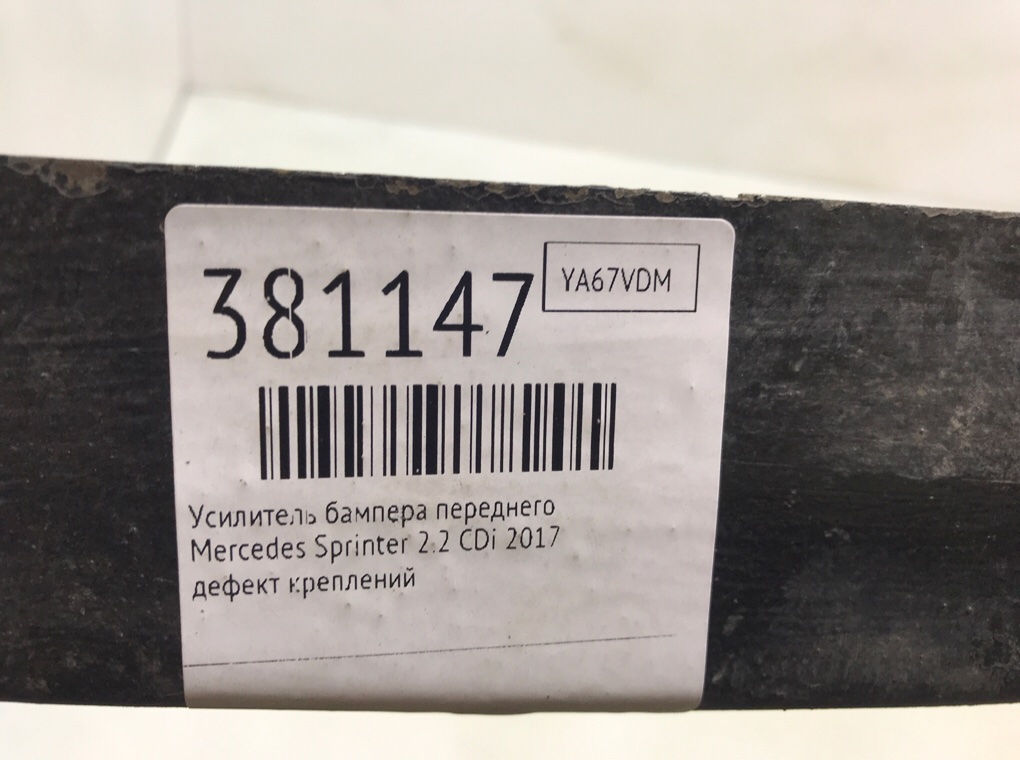 381147
YA67VDM
Усилитель бампера переднего
Mercedes Sprinter 2.2 CDi 2017
дефект креплений